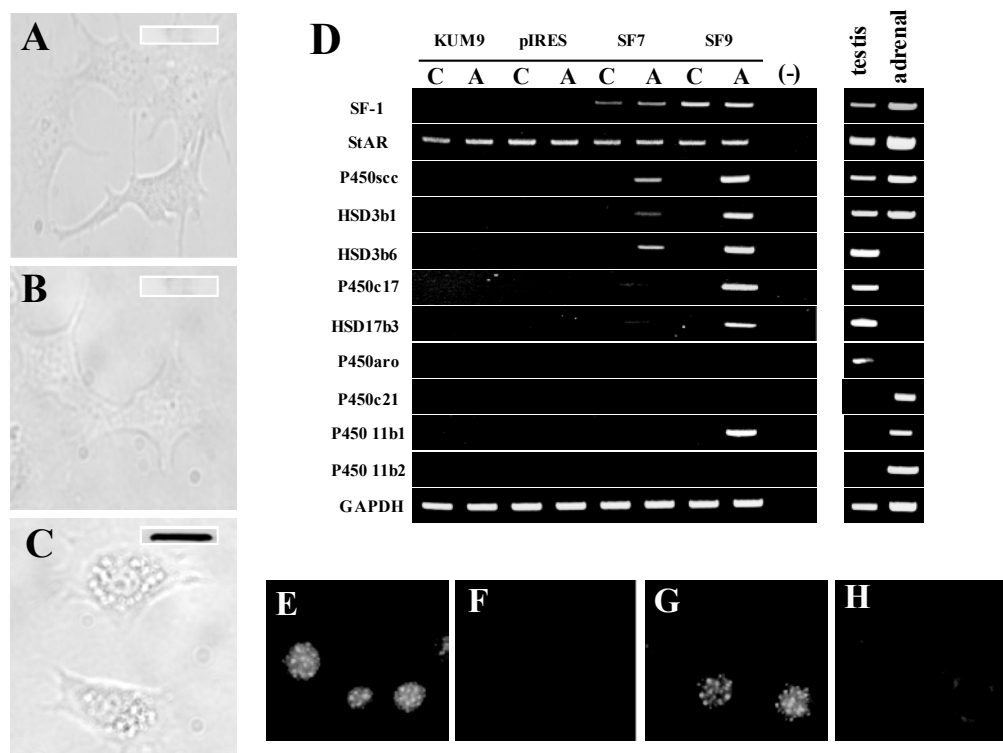 A
B
C
D
KUM9 pIRES SF7 SF9
C A C A C A C A (-) testis adrenal
SF-1
StAR
P450scc
HSD3b1
HSD3b6
P450c17
HSD17b3
P450aro
P450c21
P450 11b1
P450 11b2
GAPDH
E F G H